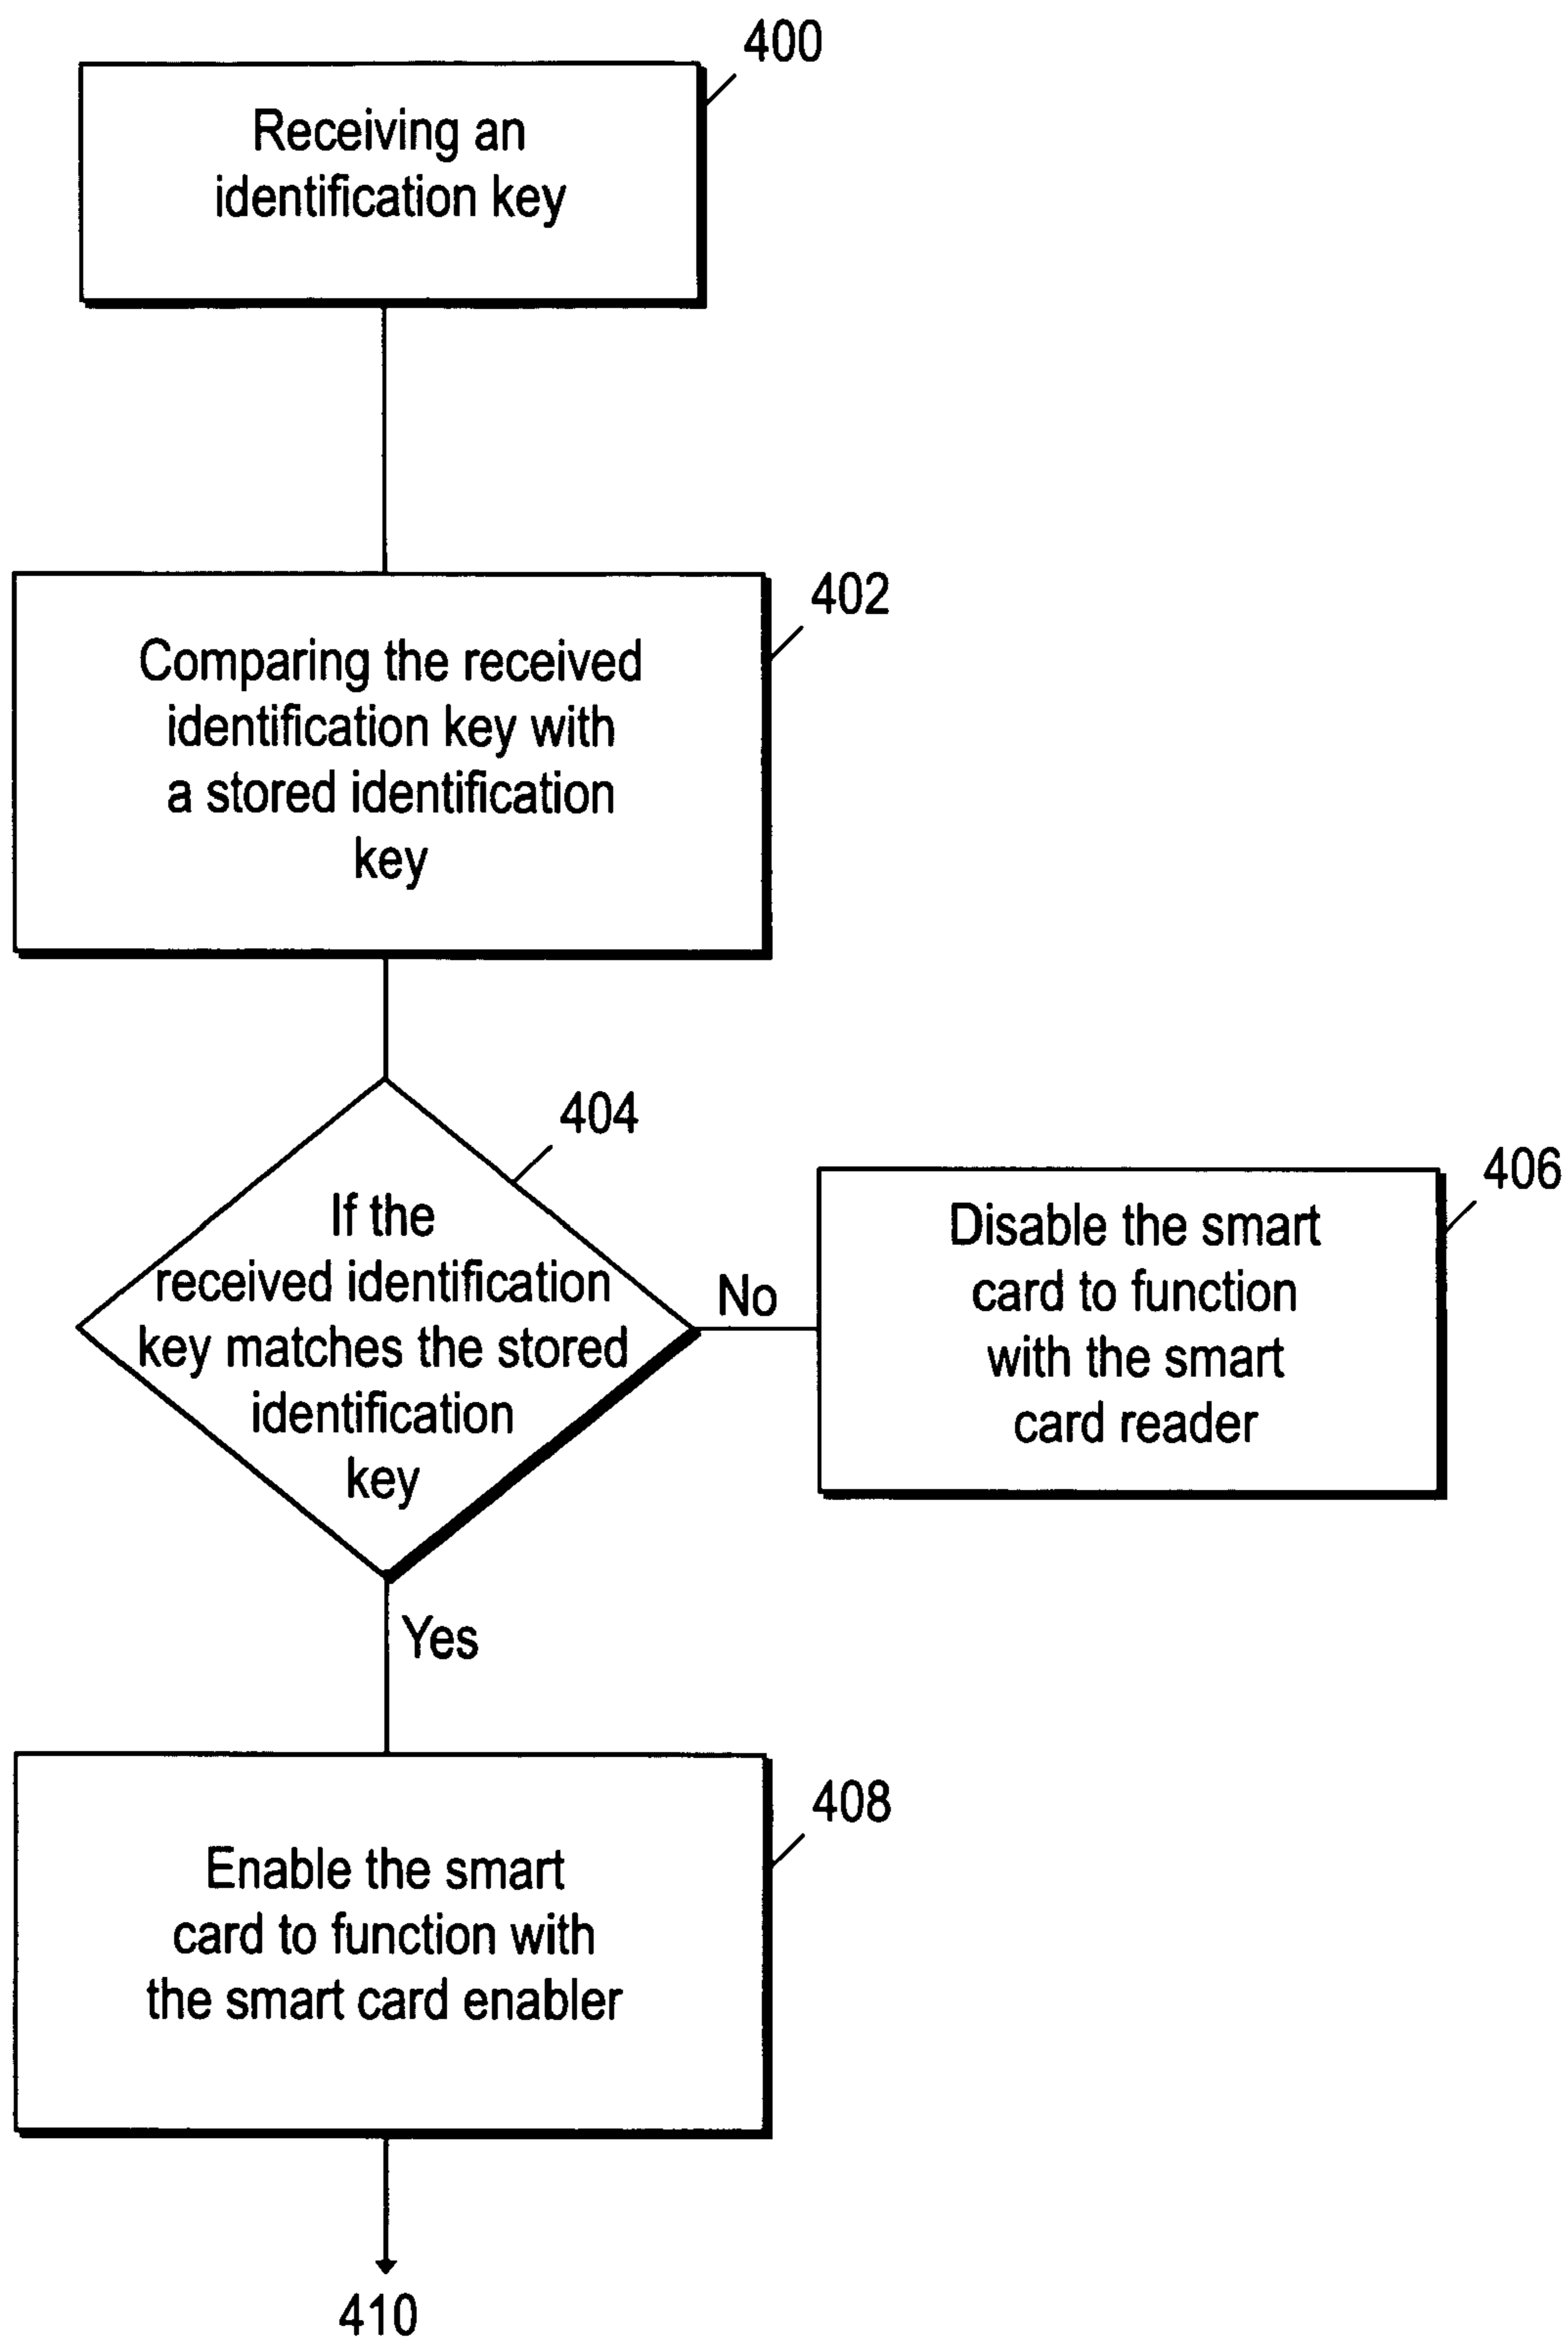 400
Receiving an
identification key
402
Comparing the received
identification key with
a stored identification
key
404
If the
received identification
key matches the stored
identification
key
No
406
Disable the smart
card to function
with the smart
card reader
Yes
408
Enable the smart
card to function with
the smart card enabler
410